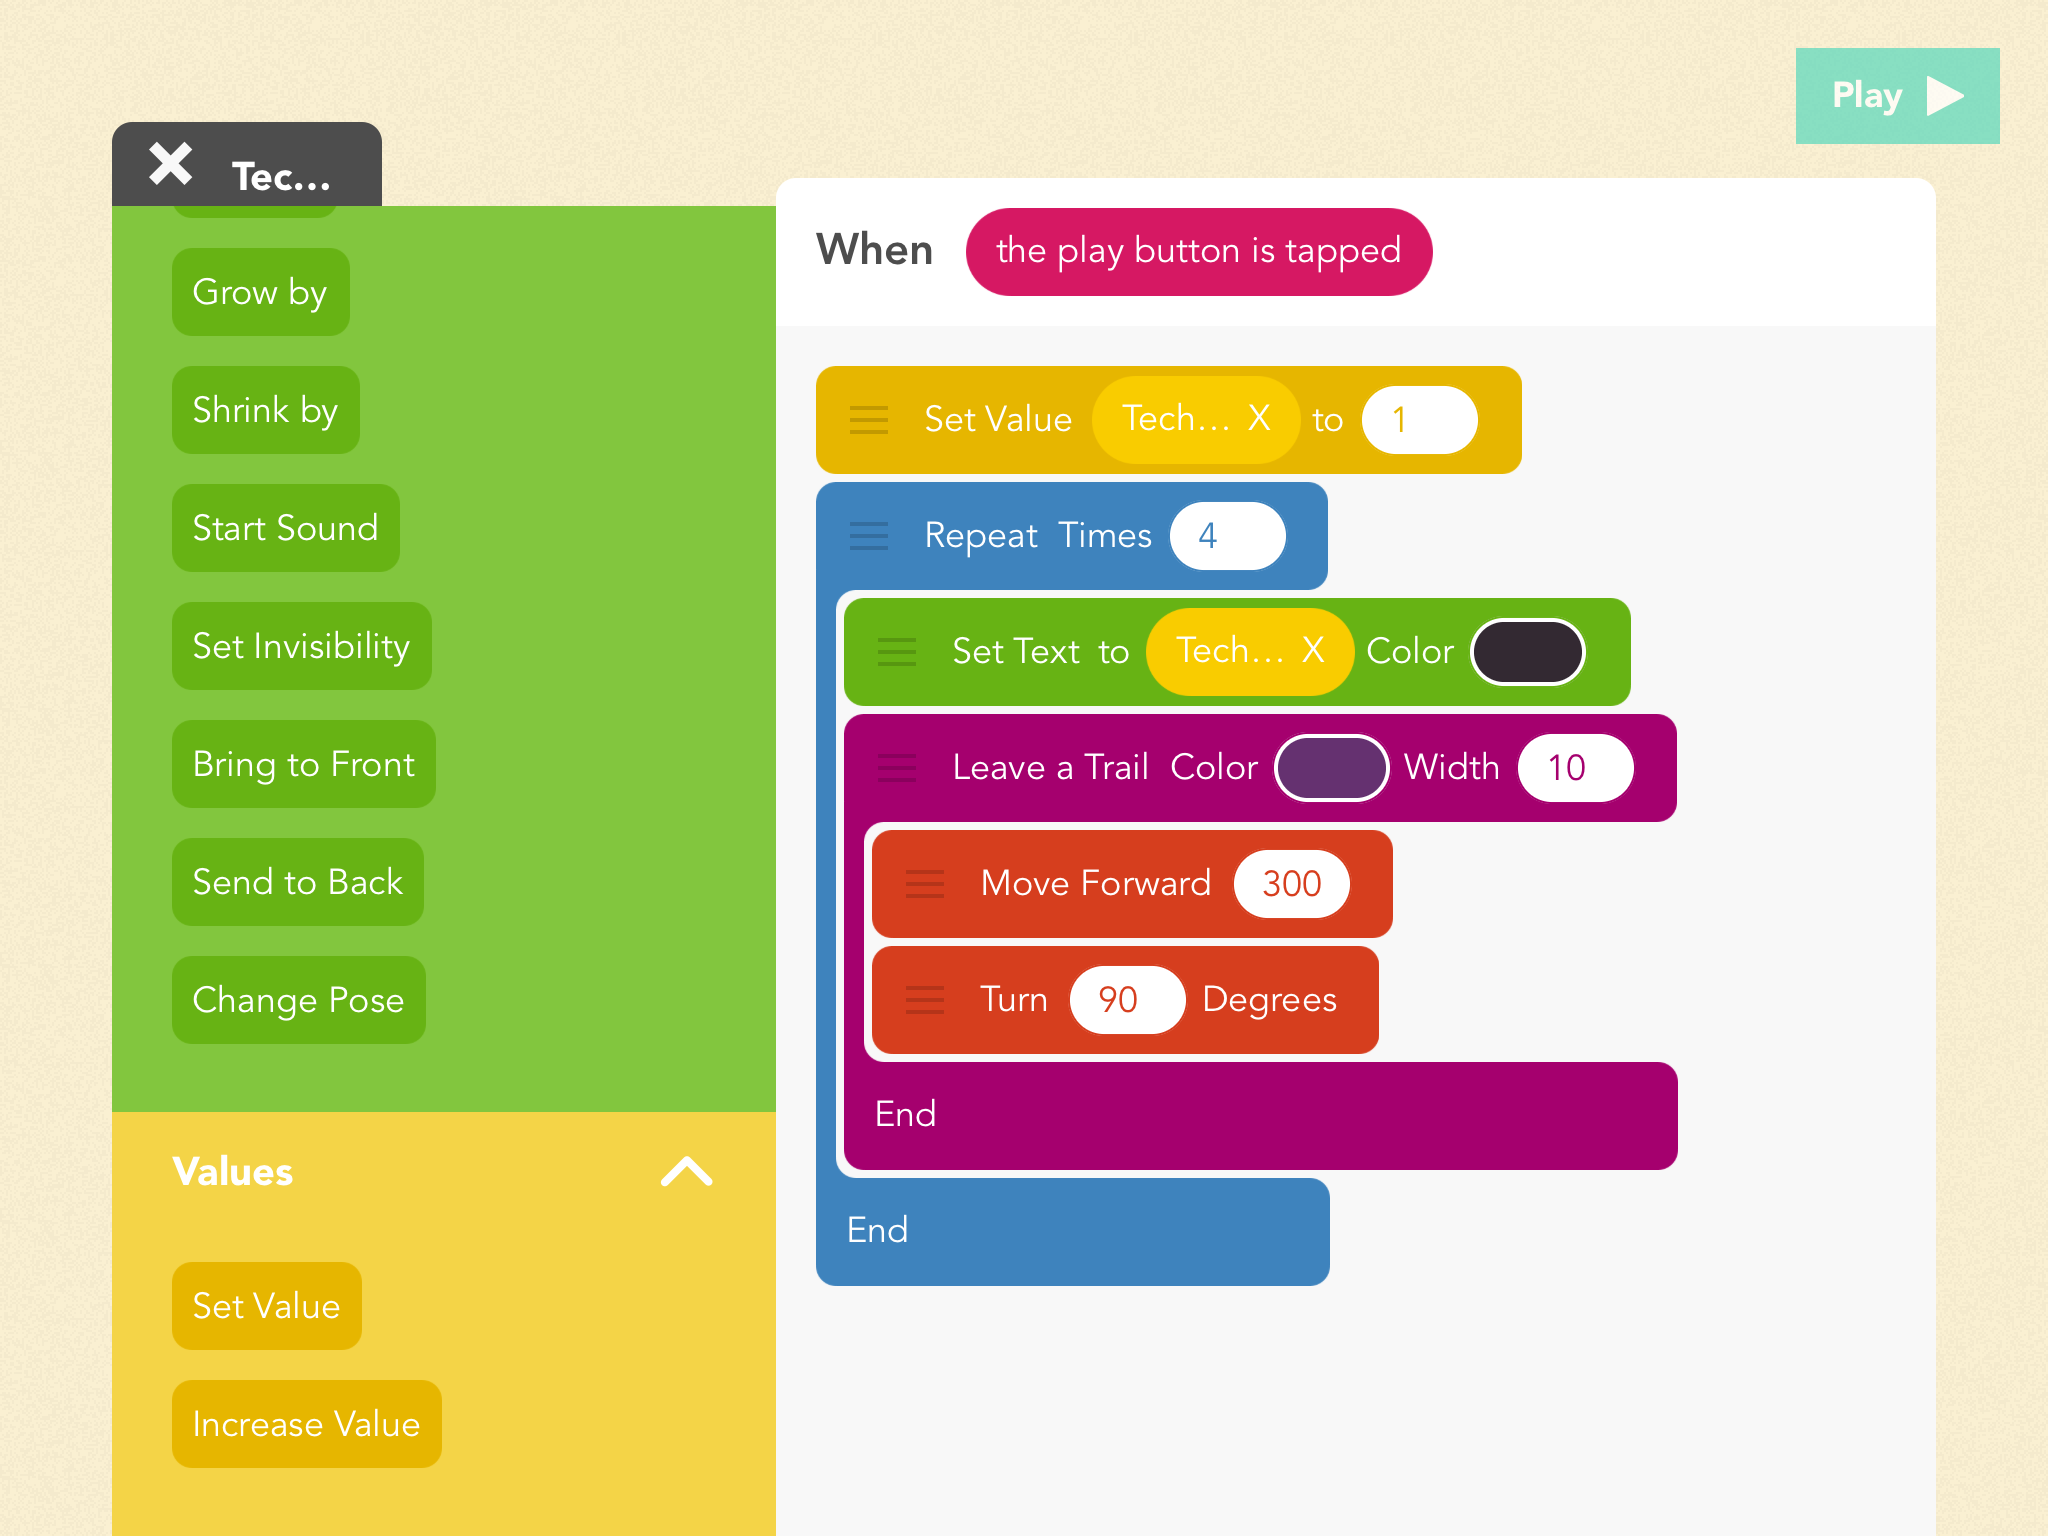 Play
Tec...
Grow by
Shrink by
Start Sound
Set Invisibility
Bring to Front
Send to Back
Change Pose
Values
Set Value
Increase Value
When the play button is tapped
Set Value Tech... X to 1
Repeat Times 4
Set Text to Tech... X Color
Leave a Trail Color Width 10
Move Forward 300
Turn 90 Degrees
End
End